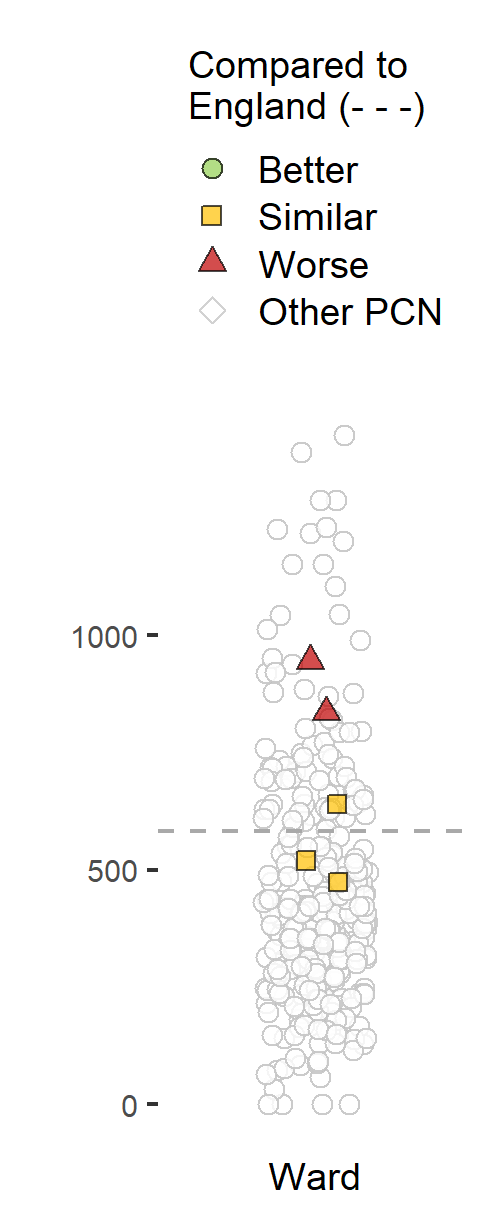 Compared to
England (- - -)
Better
Similar
Worse
Other PCN
1000
500
0
Ward